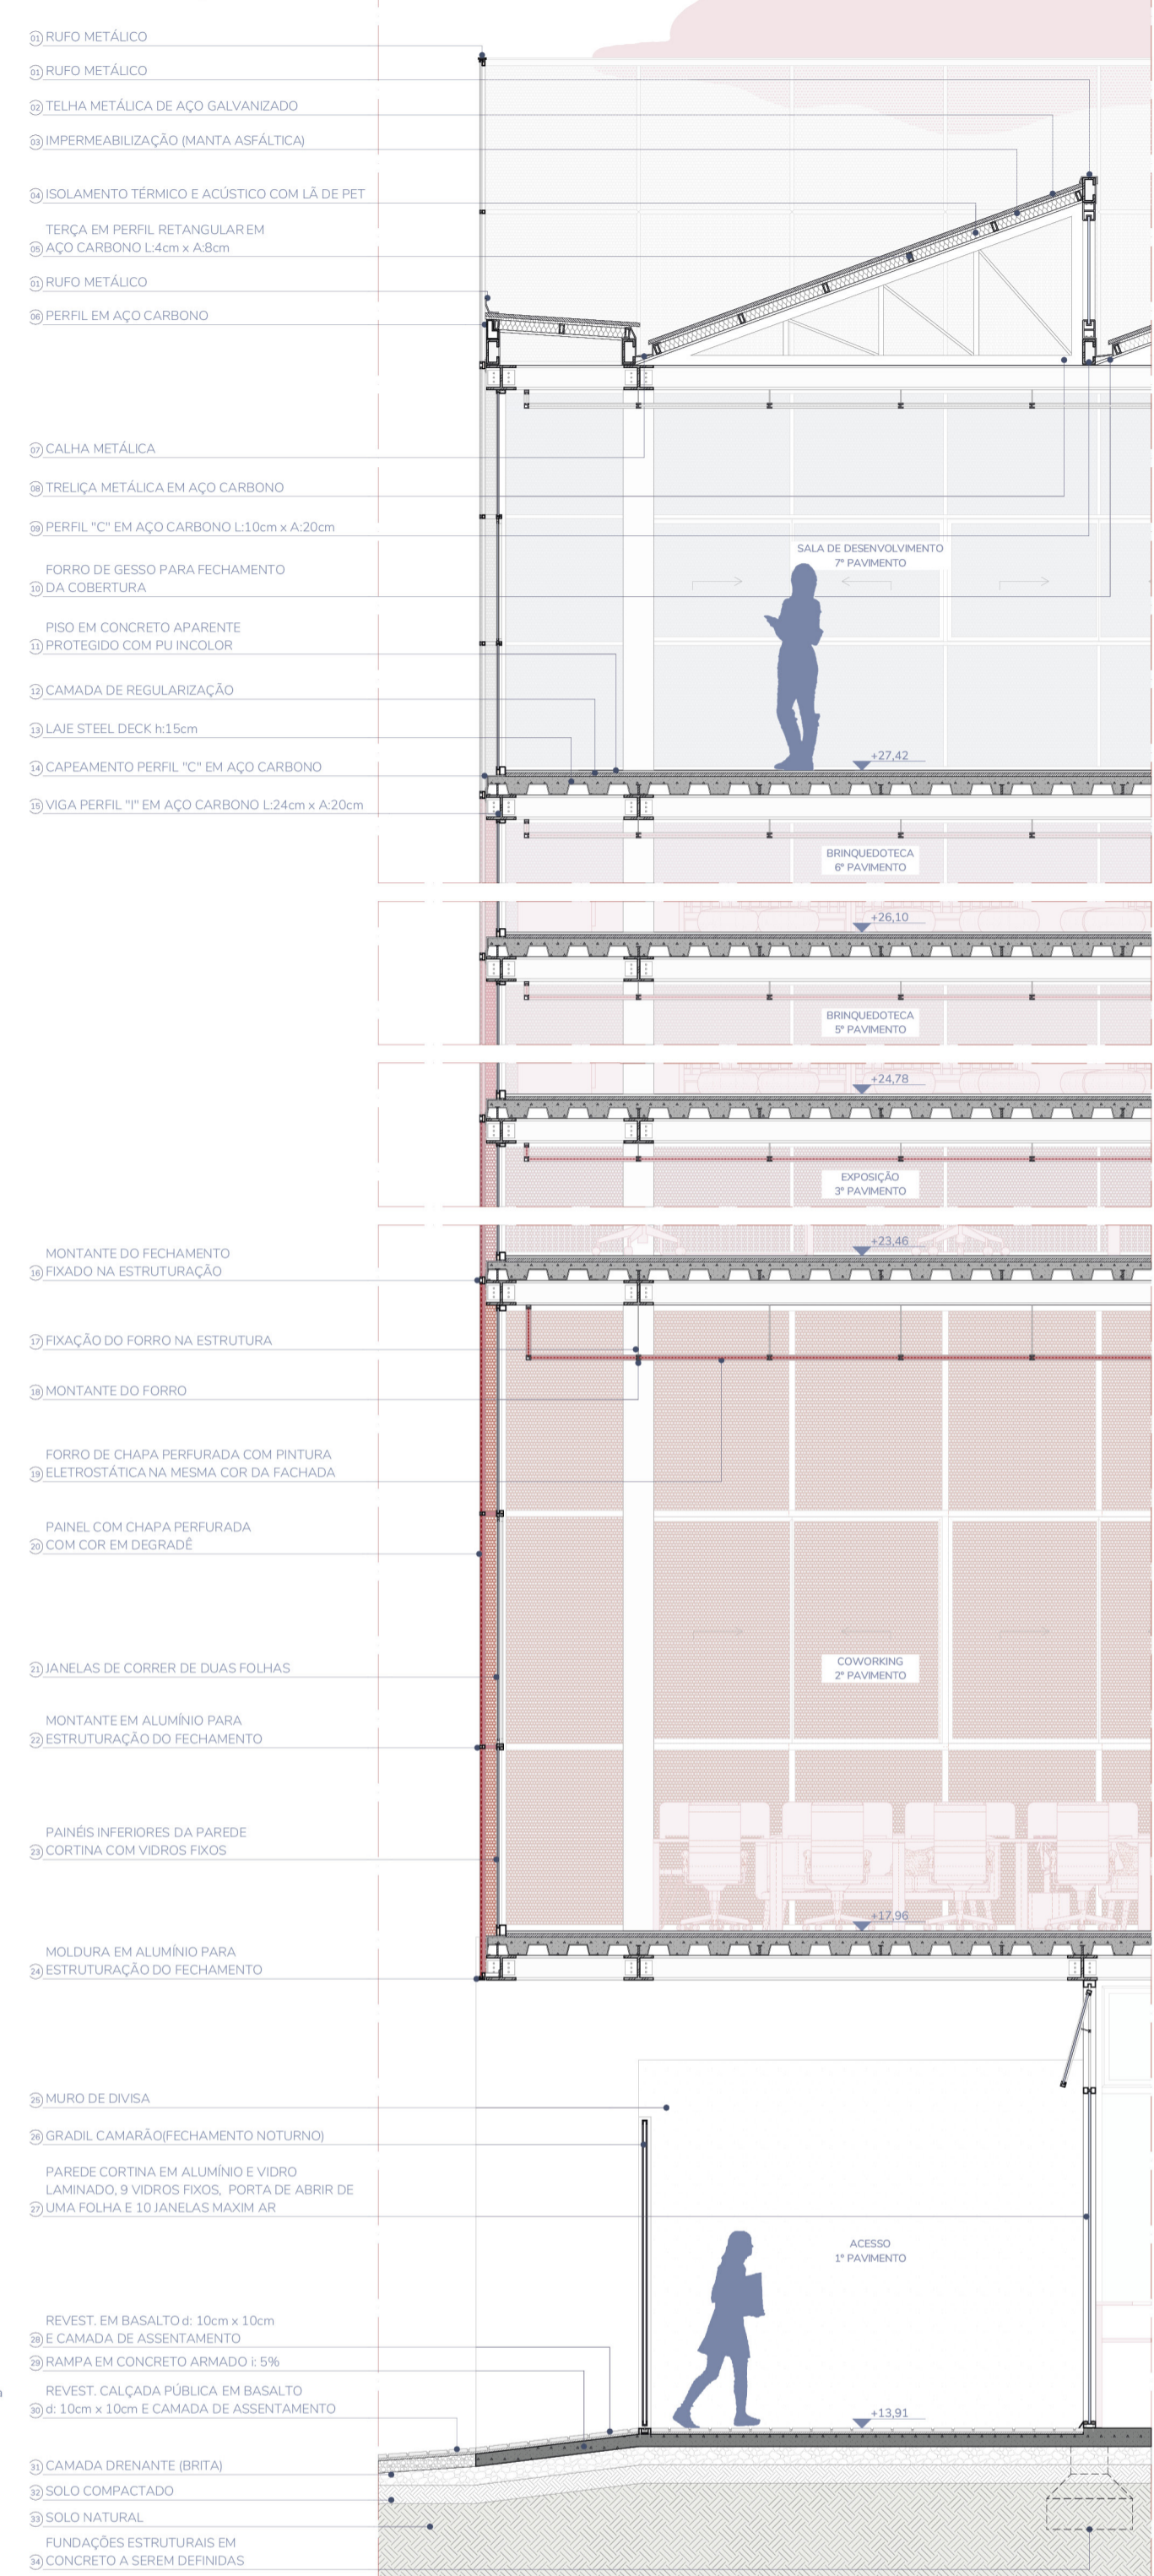 01 RUFO METÁLICO
01 RUFO METÁLICO
02 TELHA METÁLICA DE AÇO GALVANIZADO
03 IMPERMEABILIZAÇÃO (MANTA ASFÁLTICA)
04 ISOLAMENTO TÉRMICO E ACÚSTICO COM LÃ DE PET
TERÇA EM PERFIL RETANGULAR EM
05 AÇO CARBONO L:4cm x A:8cm
01 RUFO METÁLICO
06 PERFIL EM AÇO CARBONO
07 CALHA METÁLICA
08 TRELIÇA METÁLICA EM AÇO CARBONO
09 PERFIL "C" EM AÇO CARBONO L:10cm x A:20cm
FORRO DE GESSO PARA FECHAMENTO
10 DA COBERTURA
PISO EM CONCRETO APARENTE
11 PROTEGIDO COM PU INCOLOR
12 CAMADA DE REGULARIZAÇÃO
13 LAJE STEEL DECK h:15cm
14 CAPEAMENTO PERFIL "C" EM AÇO CARBONO
15 VIGA PERFIL "I" EM AÇO CARBONO L:24cm x A:20cm
SALA DE DESENVOLVIMENTO
7º PAVIMENTO
+27,42
BRINQUEDOTECA
6º PAVIMENTO
+26,10
BRINQUEDOTECA
5º PAVIMENTO
+24,78
EXPOSIÇÃO
3º PAVIMENTO
+23,46
MONTANTE DO FECHAMENTO
16 FIXADO NA ESTRUTURAÇÃO
17 FIXAÇÃO DO FORRO NA ESTRUTURA
18 MONTANTE DO FORRO
FORRO DE CHAPA PERFURADA COM PINTURA
19 ELETROSTÁTICA NA MESMA COR DA FACHADA
PAINEL COM CHAPA PERFURADA
20 COM COR EM DEGRADÊ
21 JANELAS DE CORRER DE DUAS FOLHAS
MONTANTE EM ALUMÍNIO PARA
22 ESTRUTURAÇÃO DO FECHAMENTO
PAINÉIS INFERIORES DA PAREDE
23 CORTINA COM VIDROS FIXOS
MOLDURA EM ALUMÍNIO PARA
24 ESTRUTURAÇÃO DO FECHAMENTO
COWORKING
2º PAVIMENTO
+17,96
25 MURO DE DIVISA
26 GRADIL CAMARÃO(FECHAMENTO NOTURNO)
PAREDE CORTINA EM ALUMÍNIO E VIDRO
LAMINADO, 9 VIDROS FIXOS, PORTA DE ABRIR DE
27 UMA FOLHA E 10 JANELAS MAXIM AR
ACESSO
1º PAVIMENTO
REVEST. EM BASALTO d: 10cm x 10cm
28 E CAMADA DE ASSENTAMENTO
29 RAMPA EM CONCRETO ARMADO i: 5%
REVEST. CALÇADA PÚBLICA EM BASALTO
30 d: 10cm x 10cm E CAMADA DE ASSENTAMENTO
+13,91
31 CAMADA DRENANTE (BRITA)
32 SOLO COMPACTADO
33 SOLO NATURAL
FUNDAÇÕES ESTRUTURAIS EM
34 CONCRETO A SEREM DEFINIDAS